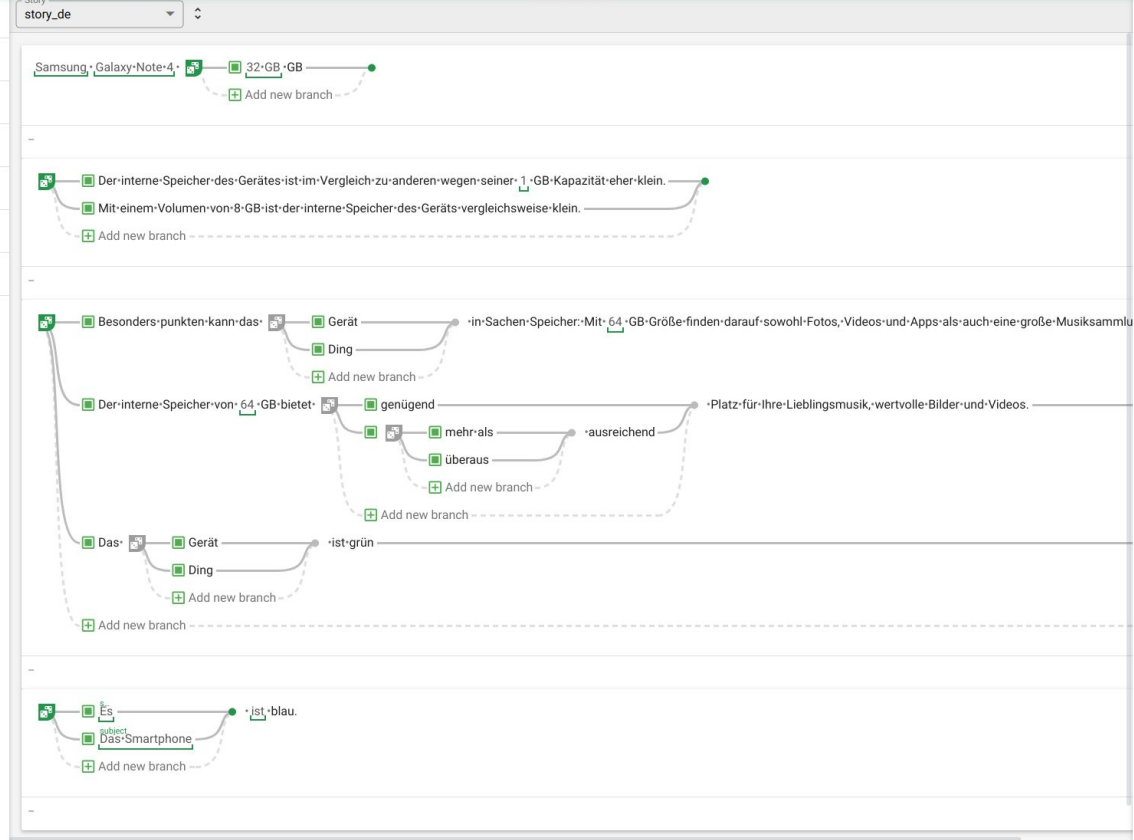 Story
story_de
Samsung·Galaxy·Note·4· 32·GB·GB
Add new branch
–
Der·interne·Speicher·des·Gerätes·ist·im·Vergleich·zu·anderen·wegen·seiner·1·GB·Kapazität·eher·klein.
Mit·einem·Volumen·von·8·GB·ist·der·interne·Speicher·des·Geräts·vergleichsweise·klein.
Add new branch
–
Besonders·punkten·kann·das· Gerät ·in·Sachen·Speicher:·Mit·64·GB·Größe·finden·darauf·sowohl·Fotos,·Videos·und·Apps·als·auch·eine·große·Musiksammlu
Ding
Add new branch
Der·interne·Speicher·von·64·GB·bietet· genügend ·Platz·für·Ihre·Lieblingsmusik,·wertvolle·Bilder·und·Videos.
mehr·als ·ausreichend
überaus
Add new branch
Add new branch
Das· Gerät ·ist·grün
Ding
Add new branch
Add new branch
–
Es ·ist·blau.
subject
Das·Smartphone
Add new branch
–